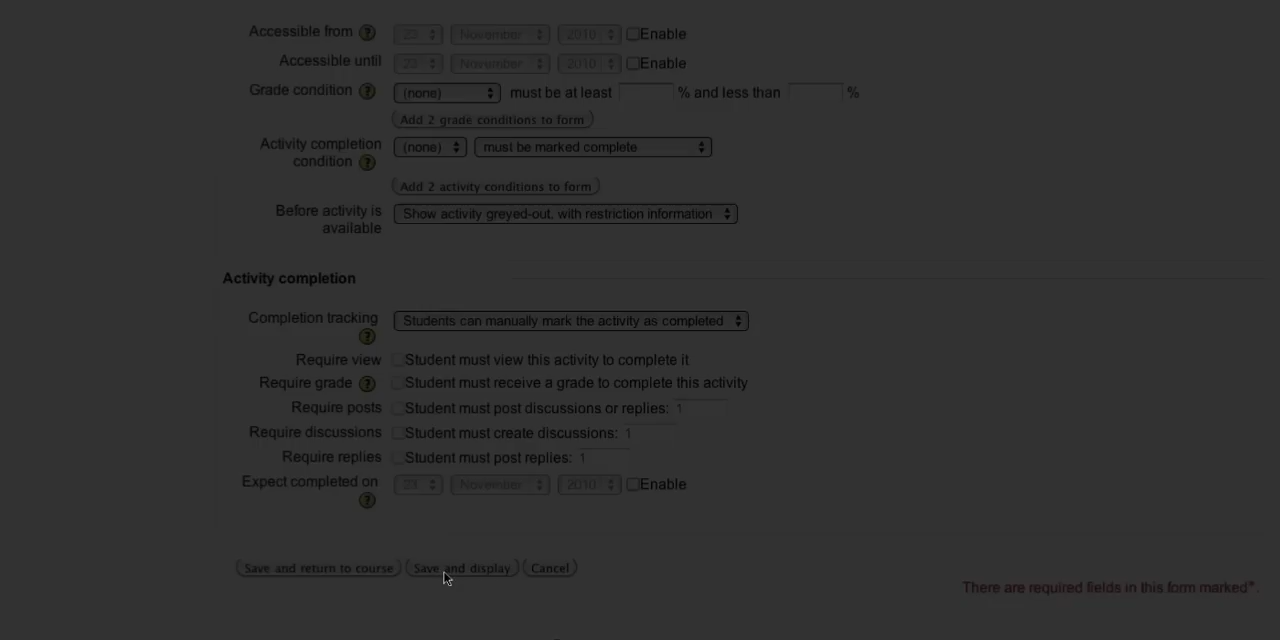 Accessible from ? 23 November 2010 Enable
Accessible until 23 November 2010 Enable
Grade condition ? (none) must be at least % and less than %
Add 2 grade conditions to form
Activity completion condition ? (none) must be marked complete
Add 2 activity conditions to form
Before activity is available Show activity greyed-out, with restriction information
Activity completion
Completion tracking ? Students can manually mark the activity as completed
Require view Student must view this activity to complete it
Require grade ? Student must receive a grade to complete this activity
Require posts Student must post discussions or replies: 1
Require discussions Student must create discussions: 1
Require replies Student must post replies: 1
Expect completed on ? 23 November 2010 Enable
Save and return to course Save and display Cancel
There are required fields in this form marked*.